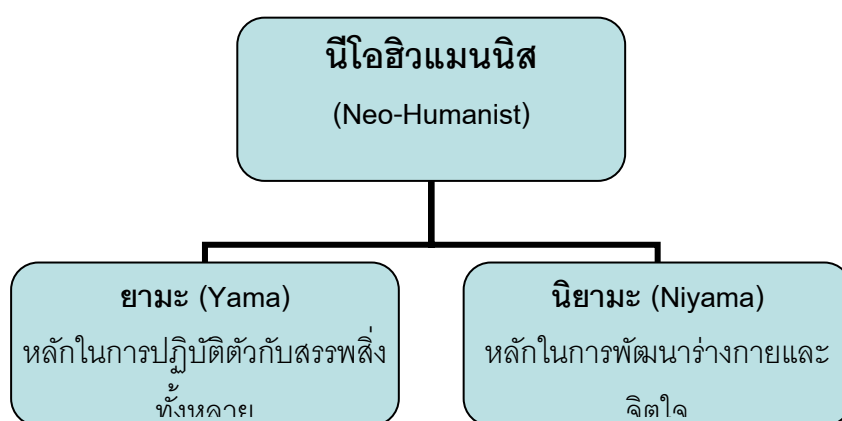 นีโอฮิวแมนนิส
(Neo-Humanist)
ยามะ (Yama)
หลักในการปฏิบัติตัวกับสรรพสิ่ง
ทั้งหลาย
นิยามะ (Niyama)
หลักในการพัฒนาร่างกายและ
จิตใจ